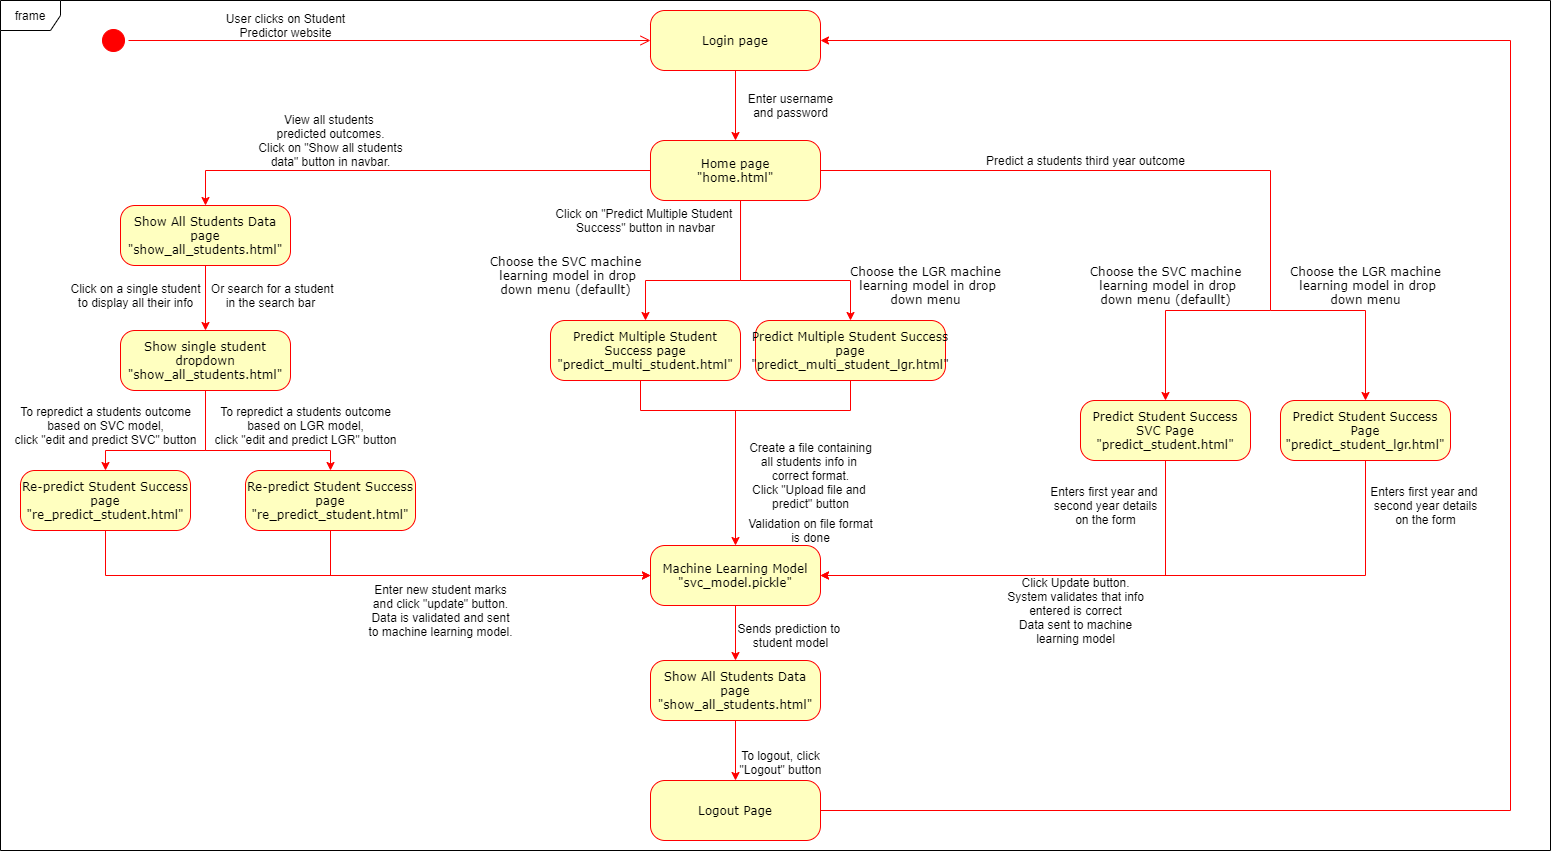 frame
User clicks on Student
Predictor website
Login page
Enter username
and password
View all students
predicted outcomes.
Click on "Show all students
data" button in navbar.
Home page
"home.html"
Predict a students third year outcome
Click on "Predict Multiple Student
Success" button in navbar
Show All Students Data
page
"show_all_students.html"
Click on a single student
to display all their info
Or search for a student
in the search bar
Choose the SVC machine
learning model in drop
down menu (defaullt)
Choose the LGR machine
learning model in drop
down menu
Choose the SVC machine
learning model in drop
down menu (defaullt)
Choose the LGR machine
learning model in drop
down menu
Show single student
dropdown
"show_all_students.html"
Predict Multiple Student
Success page
"predict_multi_student.html"
Predict Multiple Student Success
page
"predict_multi_student_lgr.html"
To repredict a students outcome
based on SVC model,
click "edit and predict SVC" button
To repredict a students outcome
based on LGR model,
click "edit and predict LGR" button
Predict Student Success
SVC Page
"predict_student.html"
Predict Student Success
Page
"predict_student_lgr.html"
Re-predict Student Success
page
"re_predict_student.html"
Re-predict Student Success
page
"re_predict_student.html"
Create a file containing
all students info in
correct format.
Click "Upload file and
predict" button
Validation on file format
is done
Enters first year and
second year details
on the form
Enters first year and
second year details
on the form
Machine Learning Model
"svc_model.pickle"
Enter new student marks
and click "update" button.
Data is validated and sent
to machine learning model.
Click Update button.
System validates that info
entered is correct
Data sent to machine
learning model
Sends prediction to
student model
Show All Students Data
page
"show_all_students.html"
To logout, click
"Logout" button
Logout Page